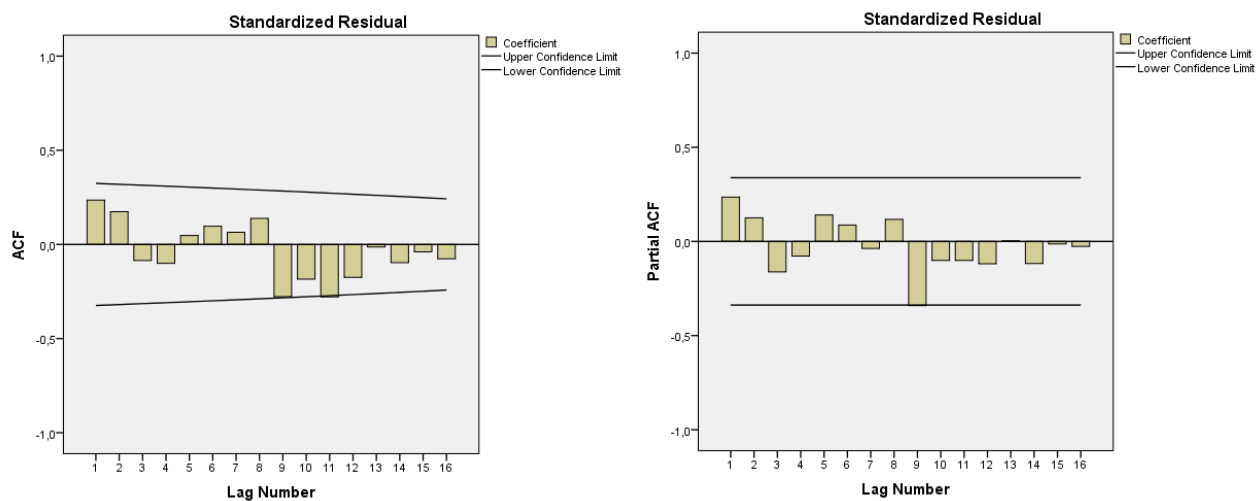 Standardized Residual
Coefficient
Upper Confidence Limit
Lower Confidence Limit
1,0
0,5
0,0
-0,5
-1,0
ACF
1 2 3 4 5 6 7 8 9 10 11 12 13 14 15 16
Lag Number
Standardized Residual
Coefficient
Upper Confidence Limit
Lower Confidence Limit
1,0
0,5
0,0
-0,5
-1,0
Partial ACF
1 2 3 4 5 6 7 8 9 10 11 12 13 14 15 16
Lag Number